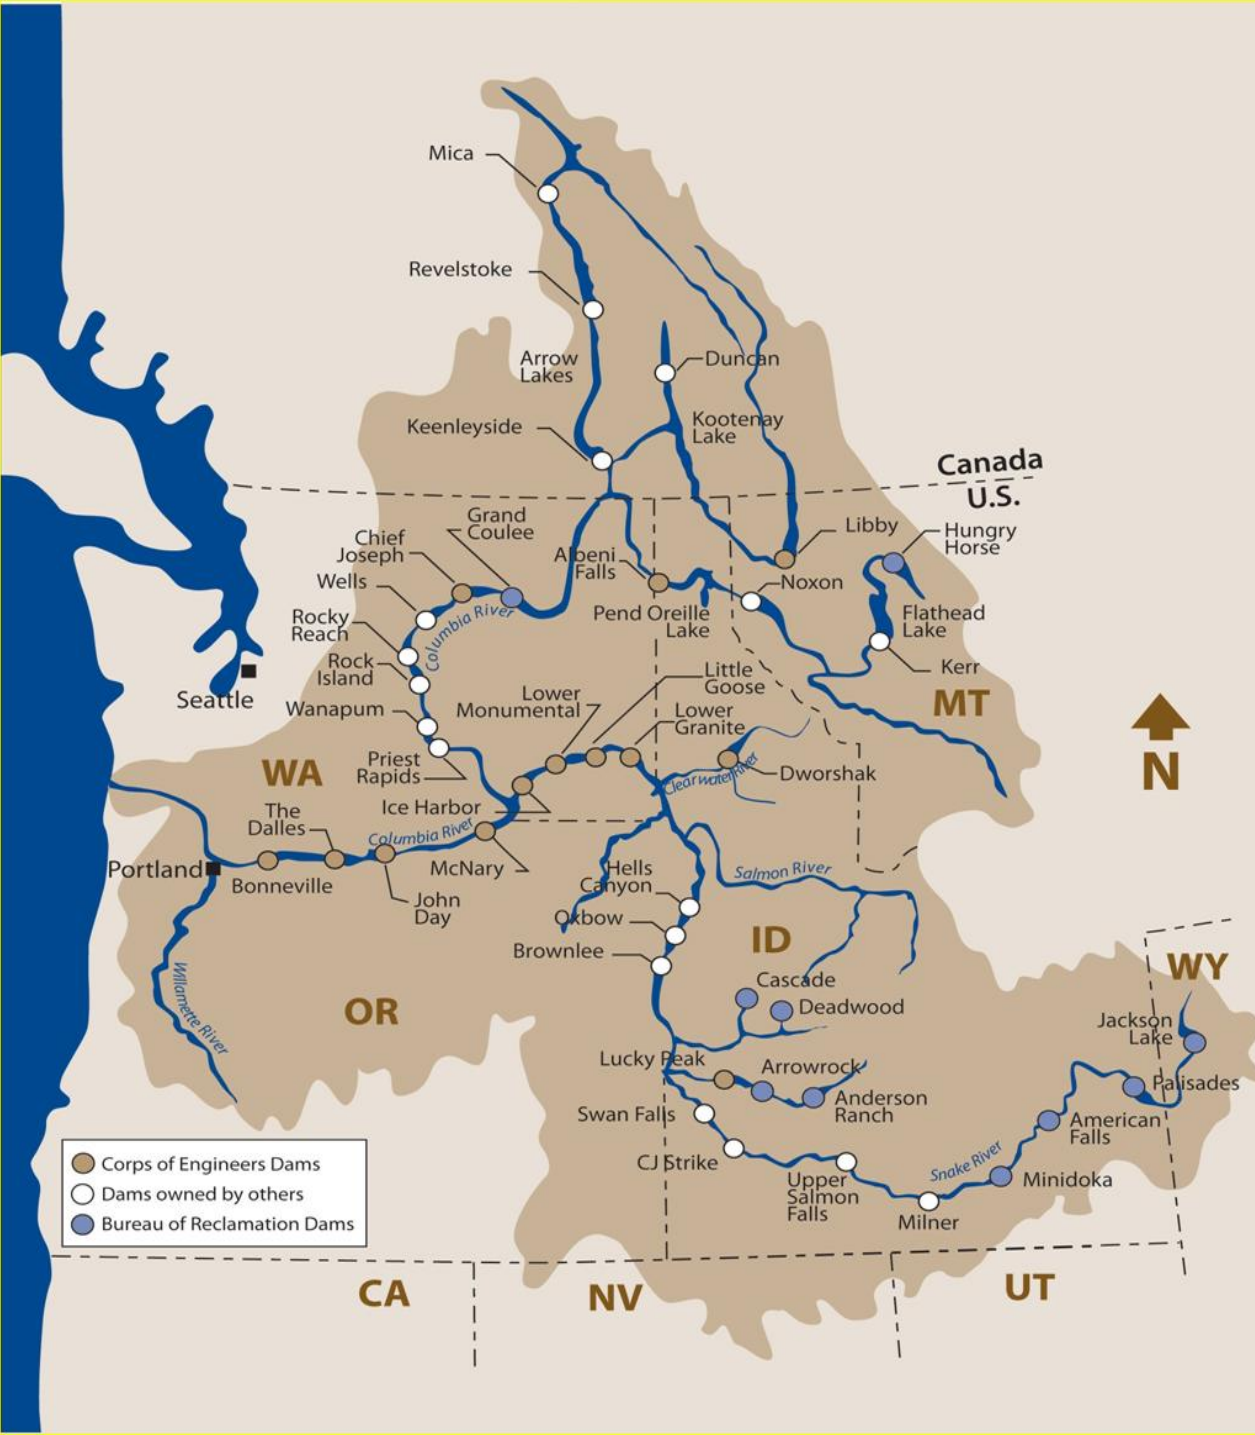 Mica
Revelstoke
Arrow
Lakes
Duncan
Kootenay
Lake
Keenleyside
Canada
U.S.
Grand
Coulee
Chief
Joseph
Libby
Hungry
Horse
Albeni
Falls
Wells
Noxon
Rocky
Reach
Columbia River
Pend Oreille
Lake
Flathead
Lake
Rock
Island
Kerr
Little
Goose
Seattle
Lower
Monumental
Wanapum
Lower
Granite
MT
WA
Priest
Rapids
Clearwater River
Dworshak
N
Ice Harbor
The
Dalles
Columbia River
Portland
McNary
Bonneville
Hells
Canyon
Salmon River
John
Day
Oxbow
Brownlee
ID
WY
Willamette River
OR
Cascade
Deadwood
Jackson
Lake
Lucky Peak
Arrowrock
Palisades
Anderson
Ranch
Swan Falls
American
Falls
CJ Strike
Snake River
Upper
Salmon
Falls
Minidoka
Milner
Corps of Engineers Dams
Dams owned by others
Bureau of Reclamation Dams
CA
NV
UT